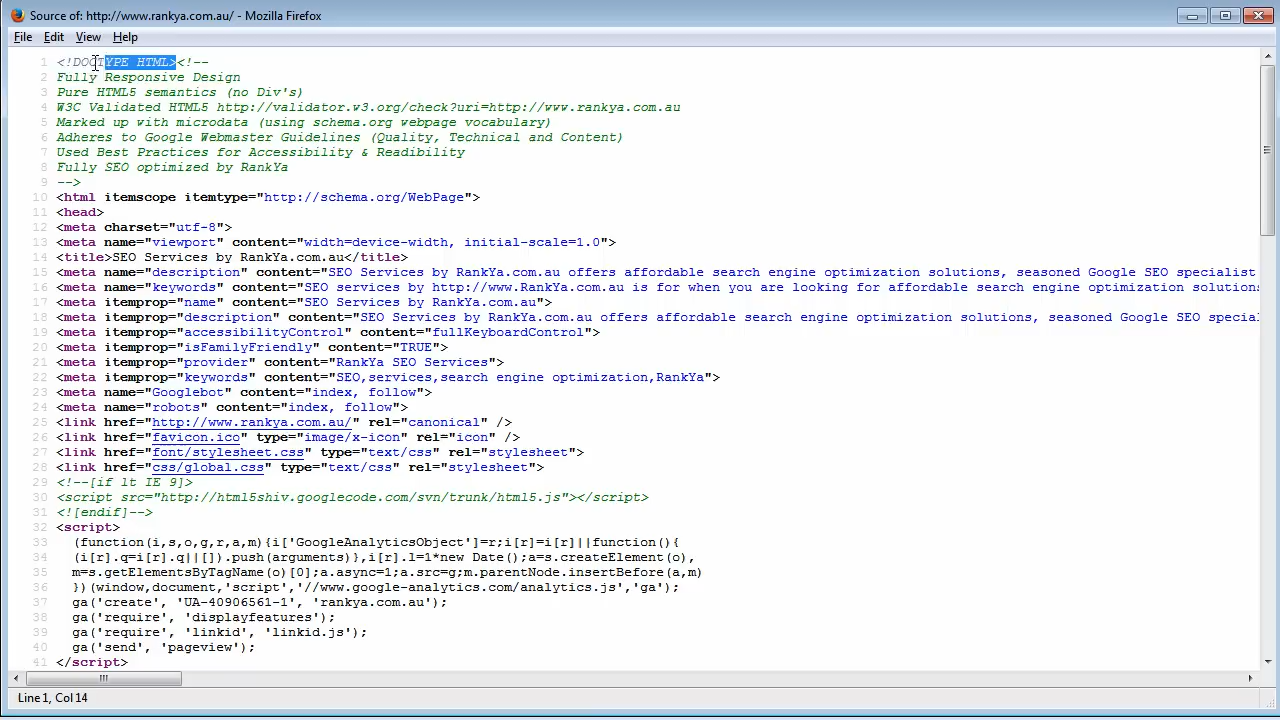 Source of: http://www.rankya.com.au/ - Mozilla Firefox
File Edit View Help
1 <!DOCTYPE HTML><!--
2 Fully Responsive Design
3 Pure HTML5 semantics (no Div's)
4 W3C Validated HTML5 http://validator.w3.org/check?uri=http://www.rankya.com.au
5 Marked up with microdata (using schema.org webpage vocabulary)
6 Adheres to Google Webmaster Guidelines (Quality, Technical and Content)
7 Used Best Practices for Accessibility & Readibility
8 Fully SEO optimized by RankYa
9 -->
10 <html itemscope itemtype="http://schema.org/WebPage">
11 <head>
12 <meta charset="utf-8">
13 <meta name="viewport" content="width=device-width, initial-scale=1.0">
14 <title>SEO Services by RankYa.com.au</title>
15 <meta name="description" content="SEO Services by RankYa.com.au offers affordable search engine optimization solutions, seasoned Google SEO specialist
16 <meta name="keywords" content="SEO services by http://www.RankYa.com.au is for when you are looking for affordable search engine optimization solutions
17 <meta itemprop="name" content="SEO Services by RankYa.com.au">
18 <meta itemprop="description" content="SEO Services by RankYa.com.au offers affordable search engine optimization solutions, seasoned Google SEO special
19 <meta itemprop="accessibilityControl" content="fullKeyboardControl">
20 <meta itemprop="isFamilyFriendly" content="TRUE">
21 <meta itemprop="provider" content="RankYa SEO Services">
22 <meta itemprop="keywords" content="SEO,services,search engine optimization,RankYa">
23 <meta name="Googlebot" content="index, follow">
24 <meta name="robots" content="index, follow">
25 <link href="http://www.rankya.com.au/" rel="canonical" />
26 <link href="favicon.ico" type="image/x-icon" rel="icon" />
27 <link href="font/stylesheet.css" type="text/css" rel="stylesheet">
28 <link href="css/global.css" type="text/css" rel="stylesheet">
29 <!--[if lt IE 9]>
30 <script src="http://html5shiv.googlecode.com/svn/trunk/html5.js"></script>
31 <![endif]-->
32 <script>
33 (function(i,s,o,g,r,a,m){i['GoogleAnalyticsObject']=r;i[r]=i[r]||function(){
34 (i[r].q=i[r].q||[]).push(arguments)},i[r].l=1*new Date();a=s.createElement(o),
35 m=s.getElementsByTagName(o)[0];a.async=1;a.src=g;m.parentNode.insertBefore(a,m)
36 })(window,document,'script','//www.google-analytics.com/analytics.js','ga');
37 ga('create', 'UA-40906561-1', 'rankya.com.au');
38 ga('require', 'displayfeatures');
39 ga('require', 'linkid', 'linkid.js');
40 ga('send', 'pageview');
41 </script>
Line 1, Col 14